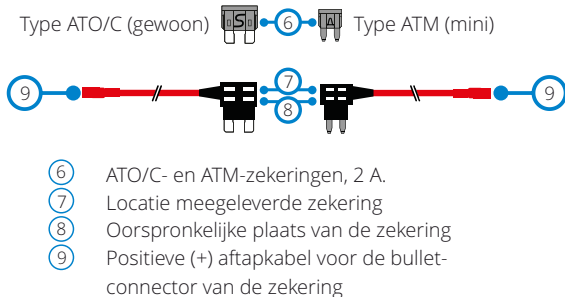 Type ATO/C (gewoon) 5 6 Type ATM (mini)
9 7 9
8
6 ATO/C- en ATM-zekeringen, 2 A.
7 Locatie meegeleverde zekering
8 Oorspronkelijke plaats van de zekering
9 Positieve (+) aftapkabel voor de bullet-
connector van de zekering